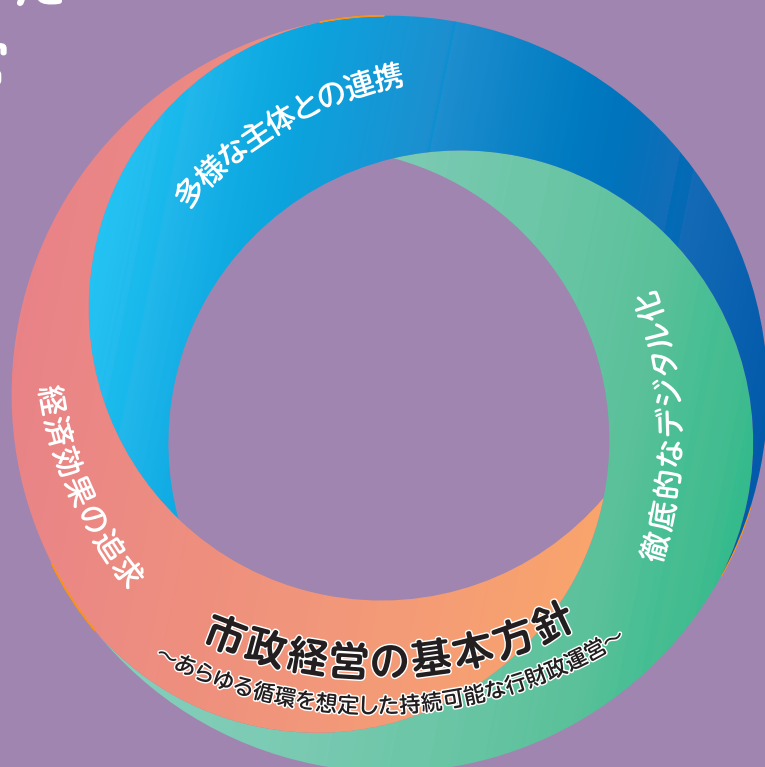 多様な主体との連携
徹底的なデジタル化
経済効果の追求
市政経営の基本方針
～あらゆる循環を想定した持続可能な行財政運営～